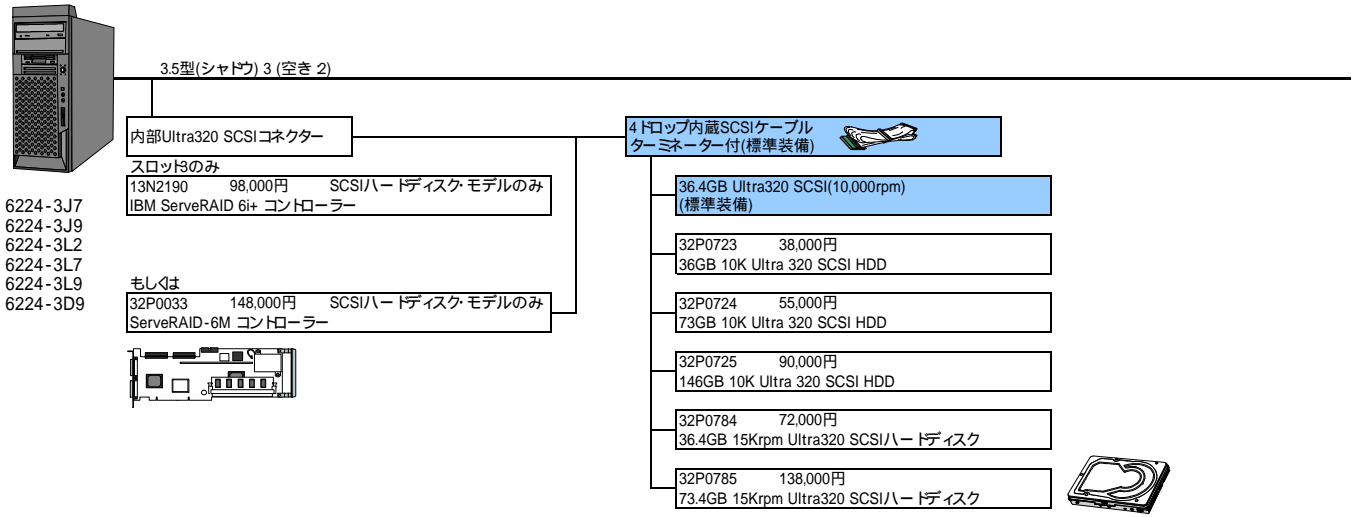 3.5型(シャドウ) 3 (空き 2)
内部Ultra320 SCSIコネクター
スロット3のみ
13N2190 98,000円 SCSIハードディスク・モデルのみ
IBM ServeRAID 6i+ コントローラー
6224-3J7
6224-3J9
6224-3L2
6224-3L7
6224-3L9
6224-3D9
もしくは
32P0033 148,000円 SCSIハードディスク・モデルのみ
ServeRAID-6M コントローラー
4ドロップ内蔵SCSIケーブル
ターミネーター付(標準装備)
36.4GB Ultra320 SCSI(10,000rpm)
(標準装備)
32P0723 38,000円
36GB 10K Ultra 320 SCSI HDD
32P0724 55,000円
73GB 10K Ultra 320 SCSI HDD
32P0725 90,000円
146GB 10K Ultra 320 SCSI HDD
32P0784 72,000円
36.4GB 15Krpm Ultra320 SCSIハードディスク
32P0785 138,000円
73.4GB 15Krpm Ultra320 SCSIハードディスク